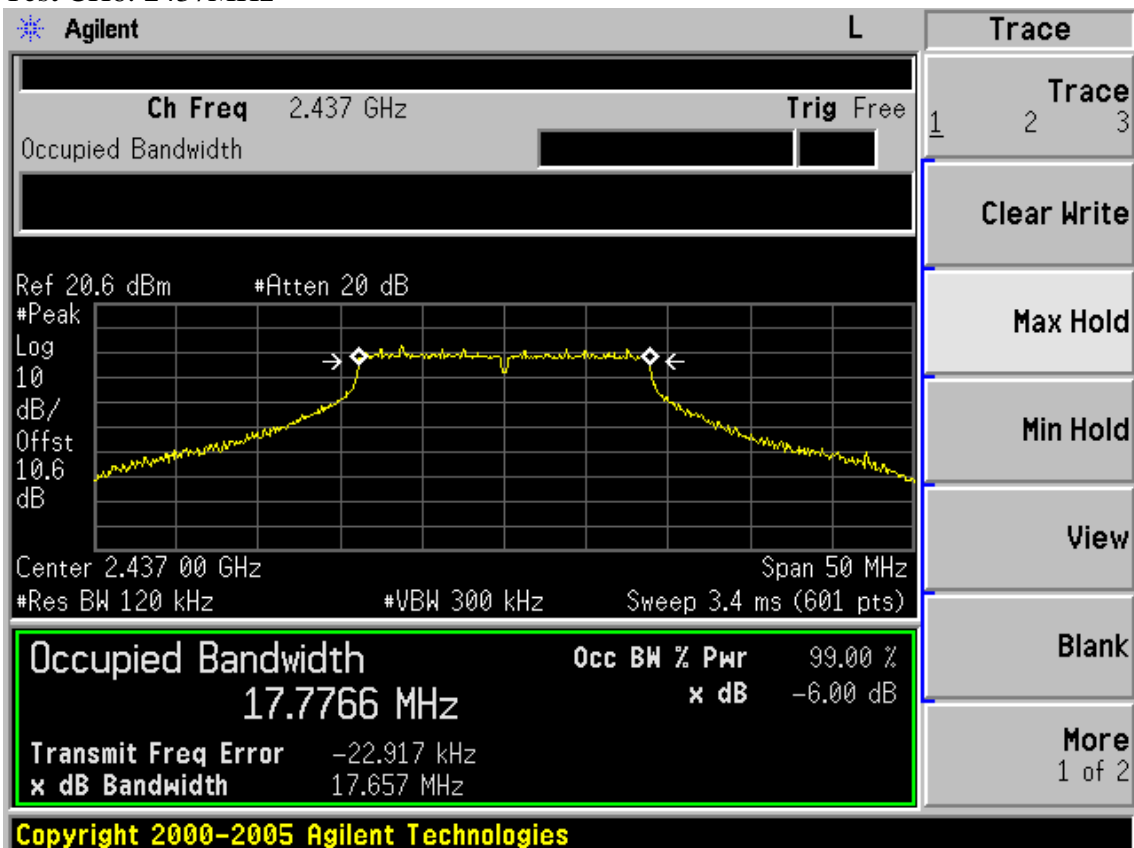 Agilent L Trace
Ch Freq 2.437 GHz Trig Free
Occupied Bandwidth
Trace
1 2 3
Clear Write
Max Hold
Min Hold
View
Blank
More
1 of 2
Ref 20.6 dBm #Atten 20 dB
#Peak
Log
10
dB/
Offst
10.6
dB
Center 2.437 00 GHz Span 50 MHz
#Res BW 120 kHz #VBW 300 kHz Sweep 3.4 ms (601 pts)
Occupied Bandwidth Occ BW % Pwr 99.00 %
17.7766 MHz x dB -6.00 dB
Transmit Freq Error -22.917 kHz
x dB Bandwidth 17.657 MHz
Copyright 2000-2005 Agilent Technologies